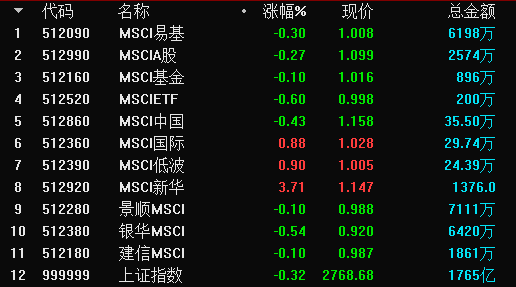 代码 名称 涨幅% 现价 总金额
1 512090 MSCI易基 -0.30 1.008 6198万
2 512990 MSCIA股 -0.27 1.099 2574万
3 512160 MSCI基金 -0.10 1.016 896万
4 512520 MSCIETF -0.60 0.998 200万
5 512860 MSCI中国 -0.43 1.158 35.50万
6 512360 MSCI国际 0.88 1.028 29.74万
7 512390 MSCI低波 0.90 1.005 24.39万
8 512920 MSCI新华 3.71 1.147 1376.0
9 512280 景顺MSCI -0.10 0.988 7111万
10 512380 银华MSCI -0.54 0.920 6420万
11 512180 建信MSCI -0.10 0.987 1861万
12 999999 上证指数 -0.32 2768.68 1765亿